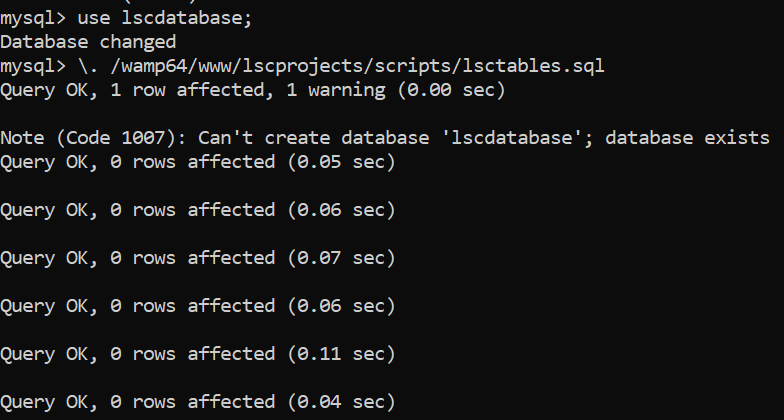 mysql> use lscdatabase;
Database changed
mysql> \. /wamp64/www/lscprojects/scripts/lsctables.sql
Query OK, 1 row affected, 1 warning (0.00 sec)
Note (Code 1007): Can't create database 'lscdatabase'; database exists
Query OK, 0 rows affected (0.05 sec)
Query OK, 0 rows affected (0.06 sec)
Query OK, 0 rows affected (0.07 sec)
Query OK, 0 rows affected (0.06 sec)
Query OK, 0 rows affected (0.11 sec)
Query OK, 0 rows affected (0.04 sec)